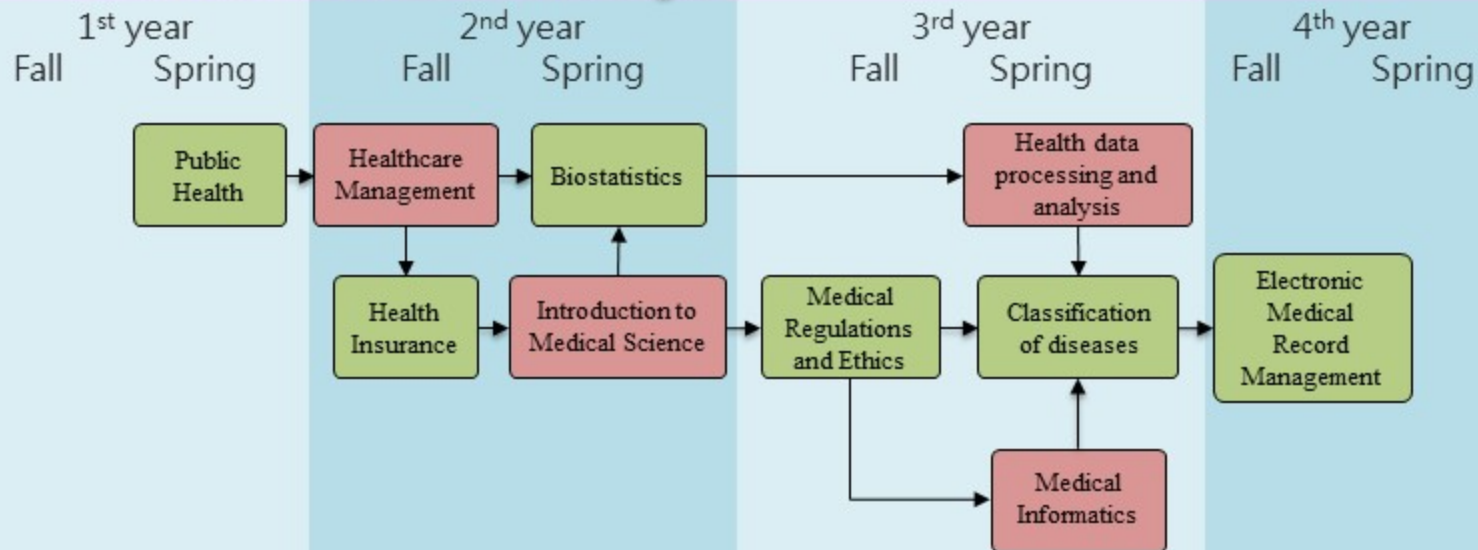 1st year
2nd year
3rd year
4th year
Fall
Spring
Fall
Spring
Fall
Spring
Fall
Spring
Public
Health
Healthcare
Management
Biostatistics
Health data
processing and
analysis
Health
Insurance
Introduction to
Medical Science
Medical
Regulations
and Ethics
Classification
of diseases
Electronic
Medical
Record
Management
Medical
Informatics